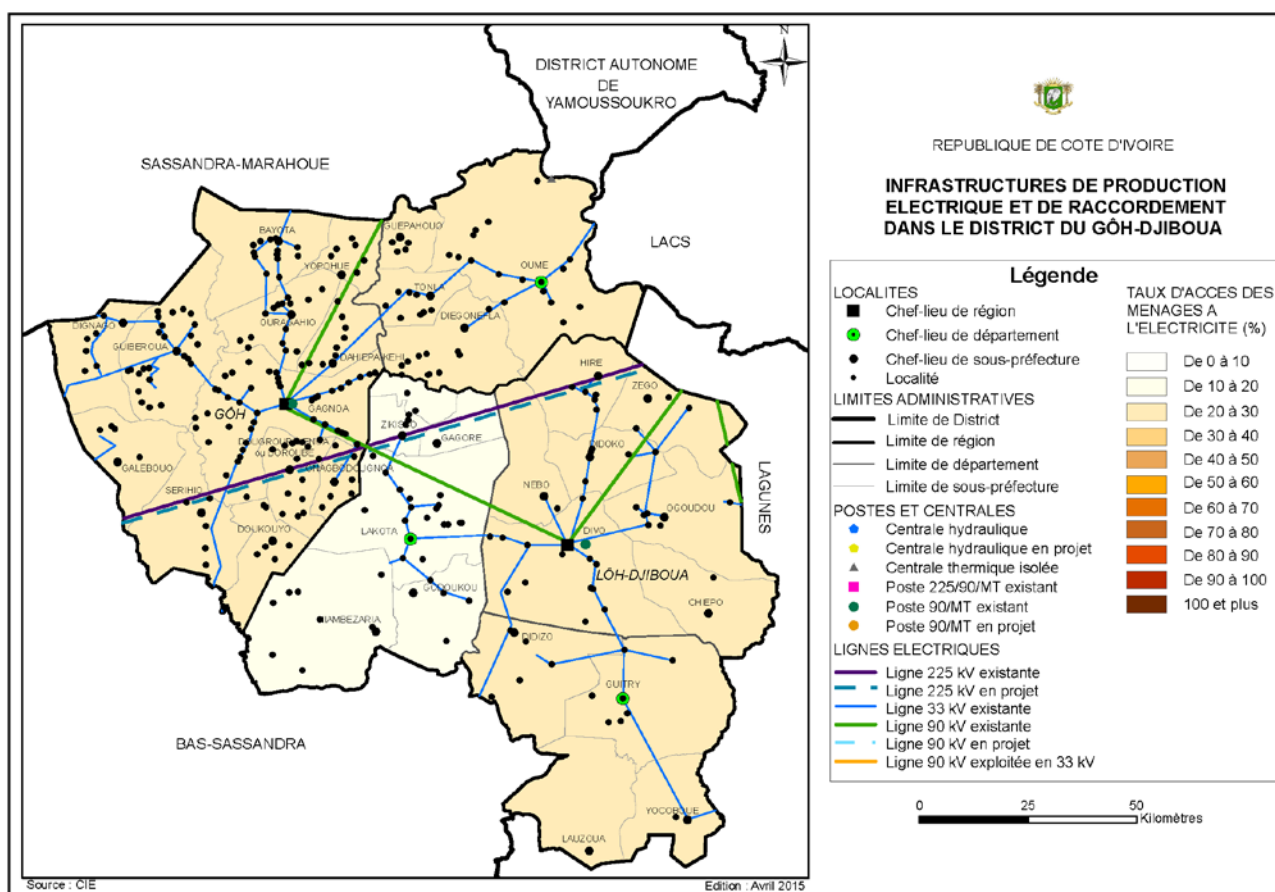 DISTRICT AUTONOME
DE
YAMOUSSOUKRO
N
SASSANDRA-MARAHOUE
LACS
LAGUNES
BAS-SASSANDRA
BAYOTA
GUEPAHOUO
YOPOHUE
OUME
TONLA
DIGNAGO
OURAGAHIO
DIEGONEFLA
GUIBEROUA
DAHIEPA-KEHI
HIRE
ZEGO
GÔH
GAGNOA
ZIKISSO
GAGORE
DIDOKO
ou DOROUBE
GALEBOUO
SERIHIO
NEBO
OGOUDOU
DOUKOUYO
LAKOTA
DIVO
LÔH-DJIBOUA
GODOUKOU
CHIEPO
DIDIZO
GUITRY
YOCOBOUE
LAUZOUA
Source : CIE
Edition : Avril 2015
REPUBLIQUE DE COTE D'IVOIRE
INFRASTRUCTURES DE PRODUCTION
ELECTRIQUE ET DE RACCORDEMENT
DANS LE DISTRICT DU GÔH-DJIBOUA
Légende
LOCALITES
Chef-lieu de région
Chef-lieu de département
Chef-lieu de sous-préfecture
Localité
LIMITES ADMINISTRATIVES
Limite de District
Limite de région
Limite de département
Limite de sous-préfecture
POSTES ET CENTRALES
Centrale hydraulique
Centrale hydraulique en projet
Centrale thermique isolée
Poste 225/90/MT existant
Poste 90/MT existant
Poste 90/MT en projet
LIGNES ELECTRIQUES
Ligne 225 kV existante
Ligne 225 kV en projet
Ligne 33 kV existante
Ligne 90 kV existante
Ligne 90 kV en projet
Ligne 90 kV exploitée en 33 kV
TAUX D'ACCES DES
MENAGES A
L'ELECTRICITE (%)
De 0 à 10
De 10 à 20
De 20 à 30
De 30 à 40
De 40 à 50
De 50 à 60
De 60 à 70
De 70 à 80
De 80 à 90
De 90 à 100
100 et plus
0 25 50
Kilomètres